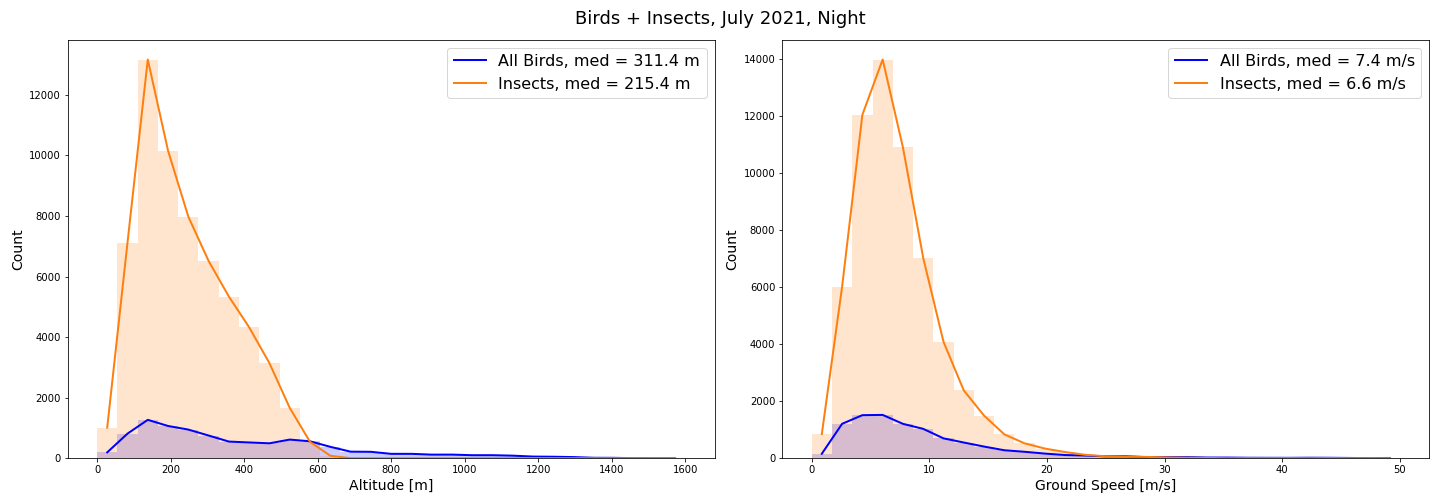 Birds + Insects, July 2021, Night
All Birds, med = 311.4 m
Insects, med = 215.4 m
Count
12000
10000
8000
6000
4000
2000
0
0 200 400 600 800 1000 1200 1400 1600
Altitude [m]
All Birds, med = 7.4 m/s
Insects, med = 6.6 m/s
Count
14000
12000
10000
8000
6000
4000
2000
0
0 10 20 30 40 50
Ground Speed [m/s]